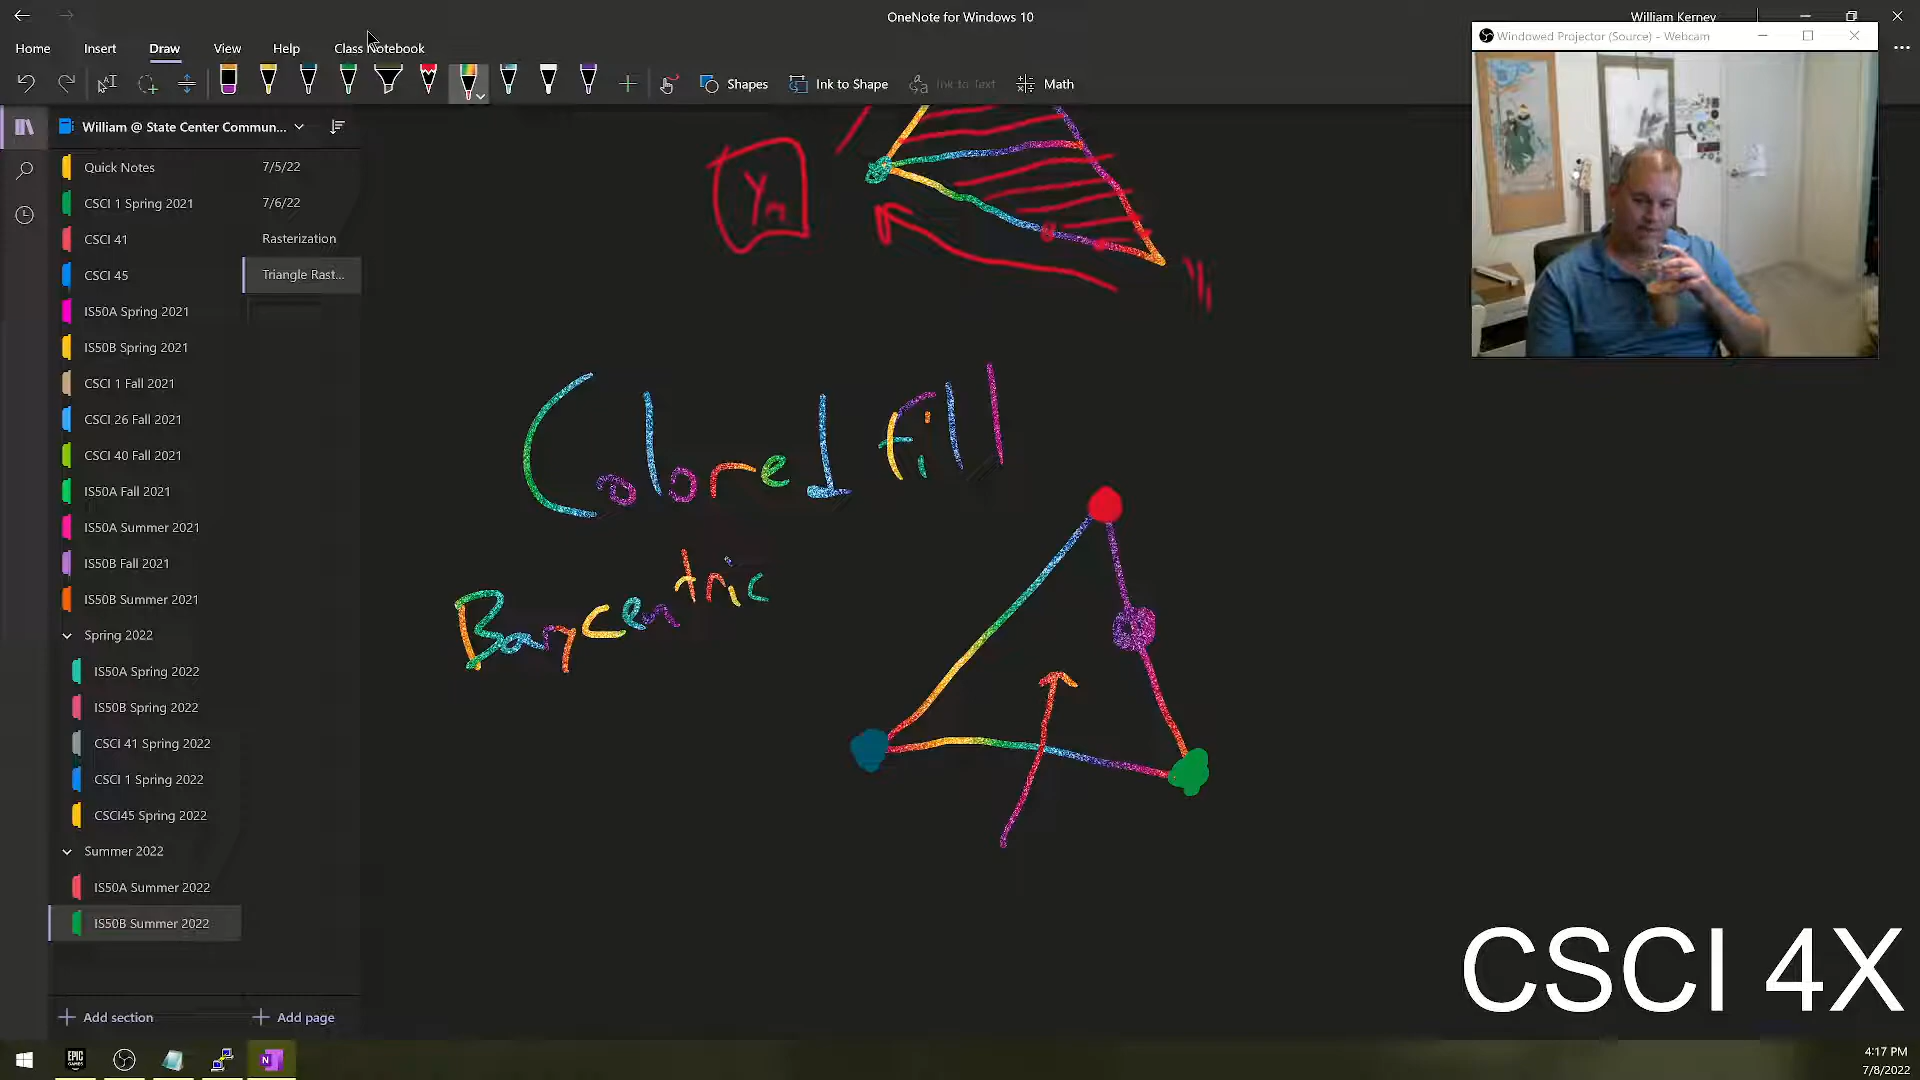 OneNote for Windows 10
William Kerney
Windowed Projector (Source) - Webcam
Home
Insert
Draw
View
Help
Class Notebook
Shapes
Ink to Shape
Ink to Text
Math
William @ State Center Commun...
Quick Notes
CSCI 1 Spring 2021
CSCI 41
CSCI 45
IS50A Spring 2021
IS50B Spring 2021
CSCI 1 Fall 2021
CSCI 26 Fall 2021
CSCI 40 Fall 2021
IS50A Fall 2021
IS50A Summer 2021
IS50B Fall 2021
IS50B Summer 2021
Spring 2022
IS50A Spring 2022
IS50B Spring 2022
CSCI 41 Spring 2022
CSCI 1 Spring 2022
CSCI45 Spring 2022
Summer 2022
IS50A Summer 2022
IS50B Summer 2022
Add section
7/5/22
7/6/22
Rasterization
Triangle Rast...
Add page
Colored fill
Barycentric
CSCI 4X
EPIC
GAMES
N
4:17 PM
7/8/2022